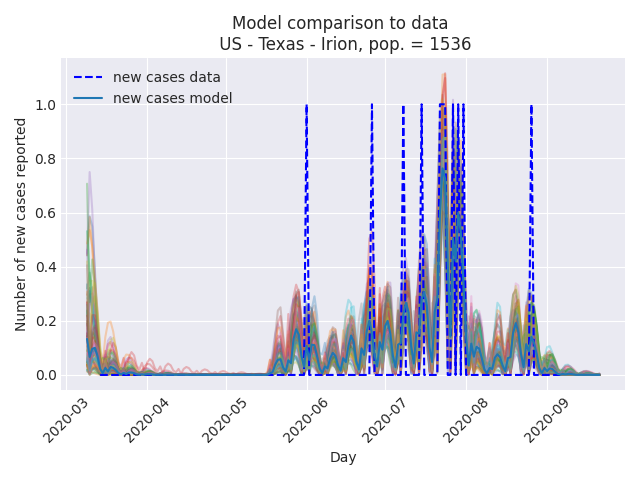 Model comparison to data
US - Texas - Irion, pop. = 1536
new cases data
new cases model
Number of new cases reported
1.0
0.8
0.6
0.4
0.2
0.0
2020-03
2020-04
2020-05
2020-06
2020-07
2020-08
2020-09
Day